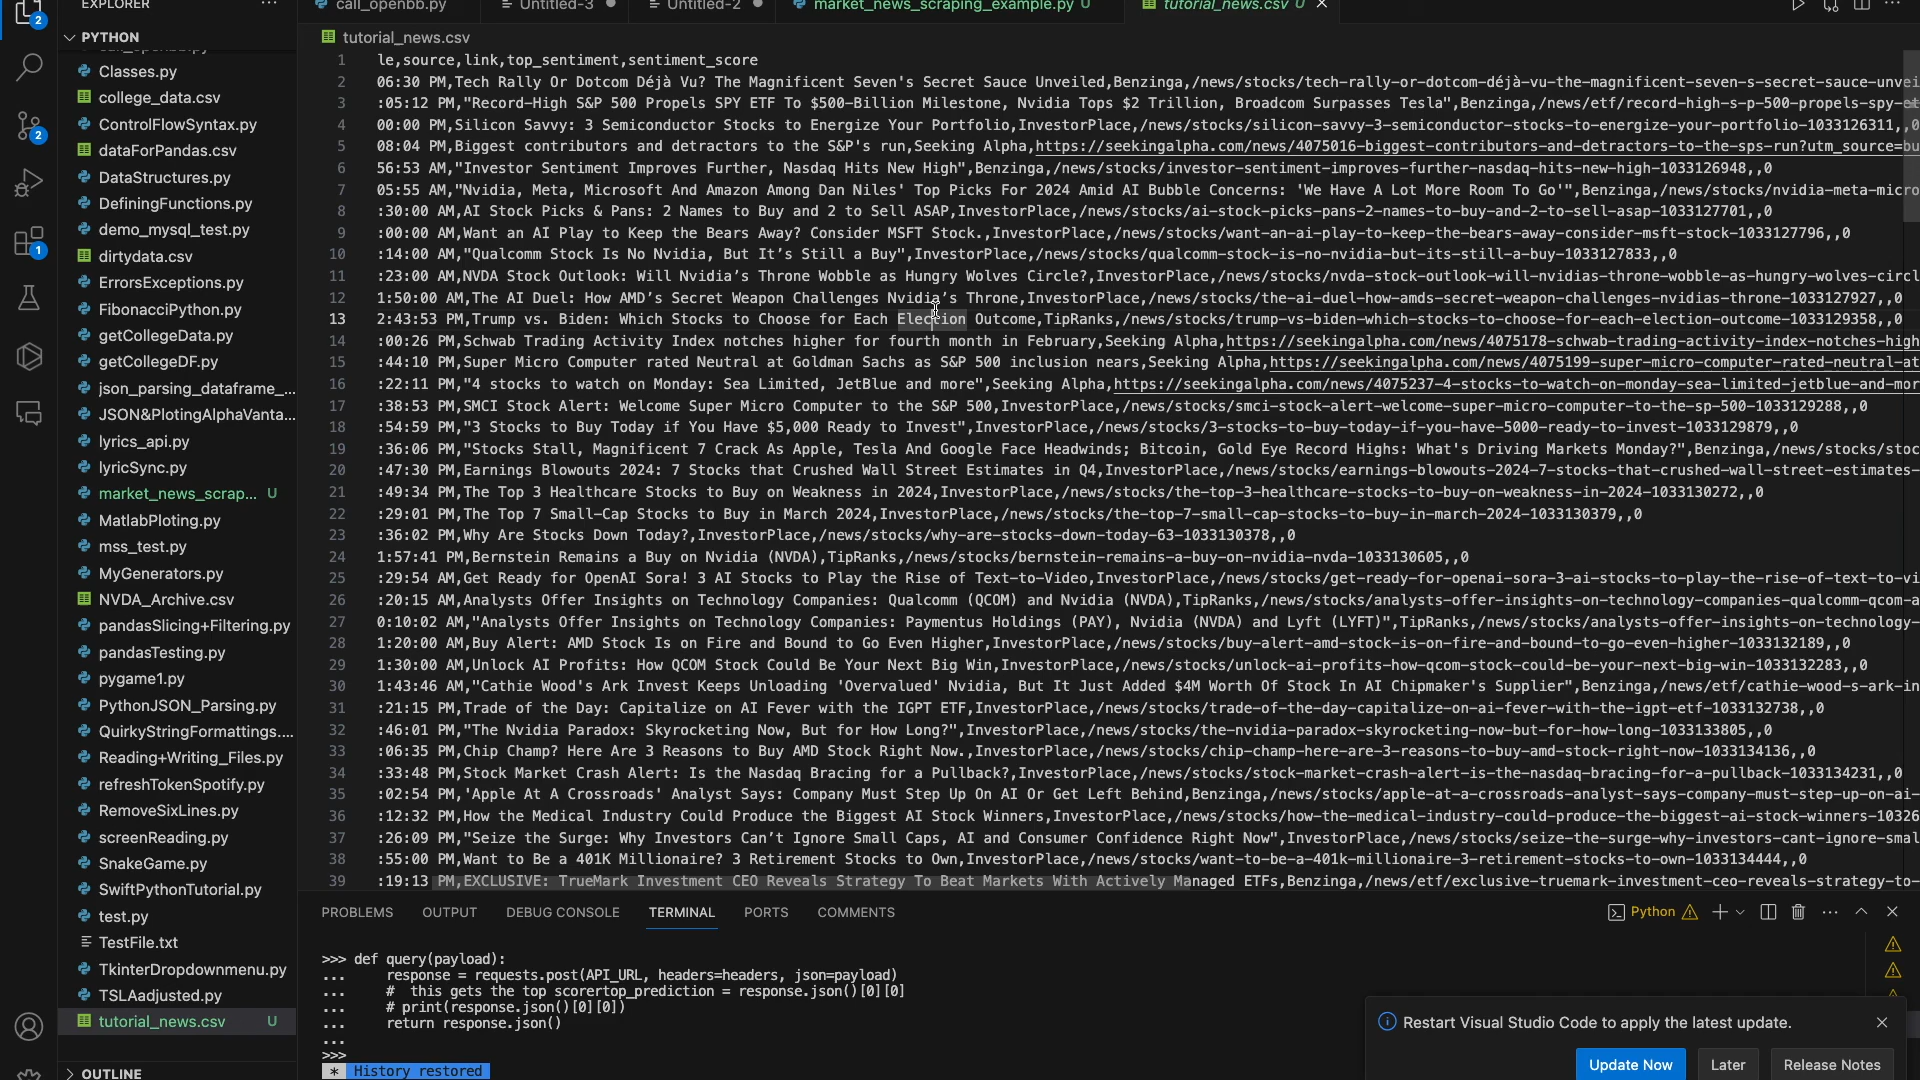 EXPLORER
call_openbb.py
Untitled-3
Untitled-2
market_news_scraping_example.py U
tutorial_news.csv U
PYTHON
Classes.py
college_data.csv
ControlFlowSyntax.py
dataForPandas.csv
DataStructures.py
DefiningFunctions.py
demo_mysql_test.py
dirtydata.csv
ErrorsExceptions.py
FibonacciPython.py
getCollegeData.py
getCollegeDF.py
json_parsing_dataframe_...
JSON&PlotingAlphaVanta...
lyrics_api.py
lyricSync.py
market_news_scrap... U
MatlabPloting.py
mss_test.py
MyGenerators.py
NVDA_Archive.csv
pandasSlicing+Filtering.py
pandasTesting.py
pygame1.py
PythonJSON_Parsing.py
QuirkyStringFormattings....
Reading+Writing_Files.py
refreshTokenSpotify.py
RemoveSixLines.py
screenReading.py
SnakeGame.py
SwiftPythonTutorial.py
test.py
TestFile.txt
TkinterDropdownmenu.py
TSLAadjusted.py
tutorial_news.csv U
OUTLINE
2
2
1
tutorial_news.csv
1 le,source,link,top_sentiment,sentiment_score
2 06:30 PM,Tech Rally Or Dotcom Déjà Vu? The Magnificent Seven's Secret Sauce Unveiled,Benzinga,/news/stocks/tech-rally-or-dotcom-déjà-vu-the-magnificent-seven-s-secret-sauce-unvei
3 :05:12 PM,"Record-High S&P 500 Propels SPY ETF To $500-Billion Milestone, Nvidia Tops $2 Trillion, Broadcom Surpasses Tesla",Benzinga,/news/etf/record-high-s-p-500-propels-spy-et
4 00:00 PM,Silicon Savvy: 3 Semiconductor Stocks to Energize Your Portfolio,InvestorPlace,/news/stocks/silicon-savvy-3-semiconductor-stocks-to-energize-your-portfolio-1033126311,,0
5 08:04 PM,Biggest contributors and detractors to the S&P's run,Seeking Alpha,https://seekingalpha.com/news/4075016-biggest-contributors-and-detractors-to-the-sps-run?utm_source=bu
6 56:53 AM,"Investor Sentiment Improves Further, Nasdaq Hits New High",Benzinga,/news/stocks/investor-sentiment-improves-further-nasdaq-hits-new-high-1033126948,,0
7 05:55 AM,"Nvidia, Meta, Microsoft And Amazon Among Dan Niles' Top Picks For 2024 Amid AI Bubble Concerns: 'We Have A Lot More Room To Go'",Benzinga,/news/stocks/nvidia-meta-micro
8 :30:00 AM,AI Stock Picks & Pans: 2 Names to Buy and 2 to Sell ASAP,InvestorPlace,/news/stocks/ai-stock-picks-pans-2-names-to-buy-and-2-to-sell-asap-1033127701,,0
9 :00:00 AM,Want an AI Play to Keep the Bears Away? Consider MSFT Stock.,InvestorPlace,/news/stocks/want-an-ai-play-to-keep-the-bears-away-consider-msft-stock-1033127796,,0
10 :14:00 AM,"Qualcomm Stock Is No Nvidia, But It’s Still a Buy",InvestorPlace,/news/stocks/qualcomm-stock-is-no-nvidia-but-its-still-a-buy-1033127833,,0
11 :23:00 AM,NVDA Stock Outlook: Will Nvidia’s Throne Wobble as Hungry Wolves Circle?,InvestorPlace,/news/stocks/nvda-stock-outlook-will-nvidias-throne-wobble-as-hungry-wolves-circl
12 1:50:00 AM,The AI Duel: How AMD’s Secret Weapon Challenges Nvidia’s Throne,InvestorPlace,/news/stocks/the-ai-duel-how-amds-secret-weapon-challenges-nvidias-throne-1033127927,,0
13 2:43:53 PM,Trump vs. Biden: Which Stocks to Choose for Each Election Outcome,TipRanks,/news/stocks/trump-vs-biden-which-stocks-to-choose-for-each-election-outcome-1033129358,,0
14 :00:26 PM,Schwab Trading Activity Index notches higher for fourth month in February,Seeking Alpha,https://seekingalpha.com/news/4075178-schwab-trading-activity-index-notches-high
15 :44:10 PM,Super Micro Computer rated Neutral at Goldman Sachs as S&P 500 inclusion nears,Seeking Alpha,https://seekingalpha.com/news/4075199-super-micro-computer-rated-neutral-at
16 :22:11 PM,"4 stocks to watch on Monday: Sea Limited, JetBlue and more",Seeking Alpha,https://seekingalpha.com/news/4075237-4-stocks-to-watch-on-monday-sea-limited-jetblue-and-mor
17 :38:53 PM,SMCI Stock Alert: Welcome Super Micro Computer to the S&P 500,InvestorPlace,/news/stocks/smci-stock-alert-welcome-super-micro-computer-to-the-sp-500-1033129288,,0
18 :54:59 PM,"3 Stocks to Buy Today if You Have $5,000 Ready to Invest",InvestorPlace,/news/stocks/3-stocks-to-buy-today-if-you-have-5000-ready-to-invest-1033129879,,0
19 :36:06 PM,"Stocks Stall, Magnificent 7 Crack As Apple, Tesla And Google Face Headwinds; Bitcoin, Gold Eye Record Highs: What's Driving Markets Monday?",Benzinga,/news/stocks/stoc
20 :47:30 PM,Earnings Blowouts 2024: 7 Stocks that Crushed Wall Street Estimates in Q4,InvestorPlace,/news/stocks/earnings-blowouts-2024-7-stocks-that-crushed-wall-street-estimates-
21 :49:34 PM,The Top 3 Healthcare Stocks to Buy on Weakness in 2024,InvestorPlace,/news/stocks/the-top-3-healthcare-stocks-to-buy-on-weakness-in-2024-1033130272,,0
22 :29:01 PM,The Top 7 Small-Cap Stocks to Buy in March 2024,InvestorPlace,/news/stocks/the-top-7-small-cap-stocks-to-buy-in-march-2024-1033130379,,0
23 :36:02 PM,Why Are Stocks Down Today?,InvestorPlace,/news/stocks/why-are-stocks-down-today-63-1033130378,,0
24 1:57:41 PM,Bernstein Remains a Buy on Nvidia (NVDA),TipRanks,/news/stocks/bernstein-remains-a-buy-on-nvidia-nvda-1033130605,,0
25 :29:54 AM,Get Ready for OpenAI Sora! 3 AI Stocks to Play the Rise of Text-to-Video,InvestorPlace,/news/stocks/get-ready-for-openai-sora-3-ai-stocks-to-play-the-rise-of-text-to-vi
26 :20:15 AM,Analysts Offer Insights on Technology Companies: Qualcomm (QCOM) and Nvidia (NVDA),TipRanks,/news/stocks/analysts-offer-insights-on-technology-companies-qualcomm-qcom-a
27 0:10:02 AM,"Analysts Offer Insights on Technology Companies: Paymentus Holdings (PAY), Nvidia (NVDA) and Lyft (LYFT)",TipRanks,/news/stocks/analysts-offer-insights-on-technology-
28 1:20:00 AM,Buy Alert: AMD Stock Is on Fire and Bound to Go Even Higher,InvestorPlace,/news/stocks/buy-alert-amd-stock-is-on-fire-and-bound-to-go-even-higher-1033132189,,0
29 1:30:00 AM,Unlock AI Profits: How QCOM Stock Could Be Your Next Big Win,InvestorPlace,/news/stocks/unlock-ai-profits-how-qcom-stock-could-be-your-next-big-win-1033132283,,0
30 1:43:46 AM,"Cathie Wood's Ark Invest Keeps Unloading 'Overvalued' Nvidia, But It Just Added $4M Worth Of Stock In AI Chipmaker's Supplier",Benzinga,/news/etf/cathie-wood-s-ark-in
31 :21:15 PM,Trade of the Day: Capitalize on AI Fever with the IGPT ETF,InvestorPlace,/news/stocks/trade-of-the-day-capitalize-on-ai-fever-with-the-igpt-etf-1033132738,,0
32 :46:01 PM,"The Nvidia Paradox: Skyrocketing Now, But for How Long?",InvestorPlace,/news/stocks/the-nvidia-paradox-skyrocketing-now-but-for-how-long-1033133805,,0
33 :06:35 PM,Chip Champ? Here Are 3 Reasons to Buy AMD Stock Right Now.,InvestorPlace,/news/stocks/chip-champ-here-are-3-reasons-to-buy-amd-stock-right-now-1033134136,,0
34 :33:48 PM,Stock Market Crash Alert: Is the Nasdaq Bracing for a Pullback?,InvestorPlace,/news/stocks/stock-market-crash-alert-is-the-nasdaq-bracing-for-a-pullback-1033134231,,0
35 :02:54 PM,'Apple At A Crossroads' Analyst Says: Company Must Step Up On AI Or Get Left Behind,Benzinga,/news/stocks/apple-at-a-crossroads-analyst-says-company-must-step-up-on-ai-
36 :12:32 PM,How the Medical Industry Could Produce the Biggest AI Stock Winners,InvestorPlace,/news/stocks/how-the-medical-industry-could-produce-the-biggest-ai-stock-winners-10326
37 :26:09 PM,"Seize the Surge: Why Investors Can’t Ignore Small Caps, AI and Consumer Confidence Right Now",InvestorPlace,/news/stocks/seize-the-surge-why-investors-cant-ignore-smal
38 :55:00 PM,Want to Be a 401K Millionaire? 3 Retirement Stocks to Own,InvestorPlace,/news/stocks/want-to-be-a-401k-millionaire-3-retirement-stocks-to-own-1033134444,,0
39 :19:13 PM,EXCLUSIVE: TrueMark Investment CEO Reveals Strategy To Beat Markets With Actively Managed ETFs,Benzinga,/news/etf/exclusive-truemark-investment-ceo-reveals-strategy-to-
PROBLEMS OUTPUT DEBUG CONSOLE TERMINAL PORTS COMMENTS
Python
>>> def query(payload):
... response = requests.post(API_URL, headers=headers, json=payload)
... # this gets the top scorertop_prediction = response.json()[0][0]
... # print(response.json()[0][0])
... return response.json()
...
>>>
* History restored
Restart Visual Studio Code to apply the latest update.
Update Now Later Release Notes